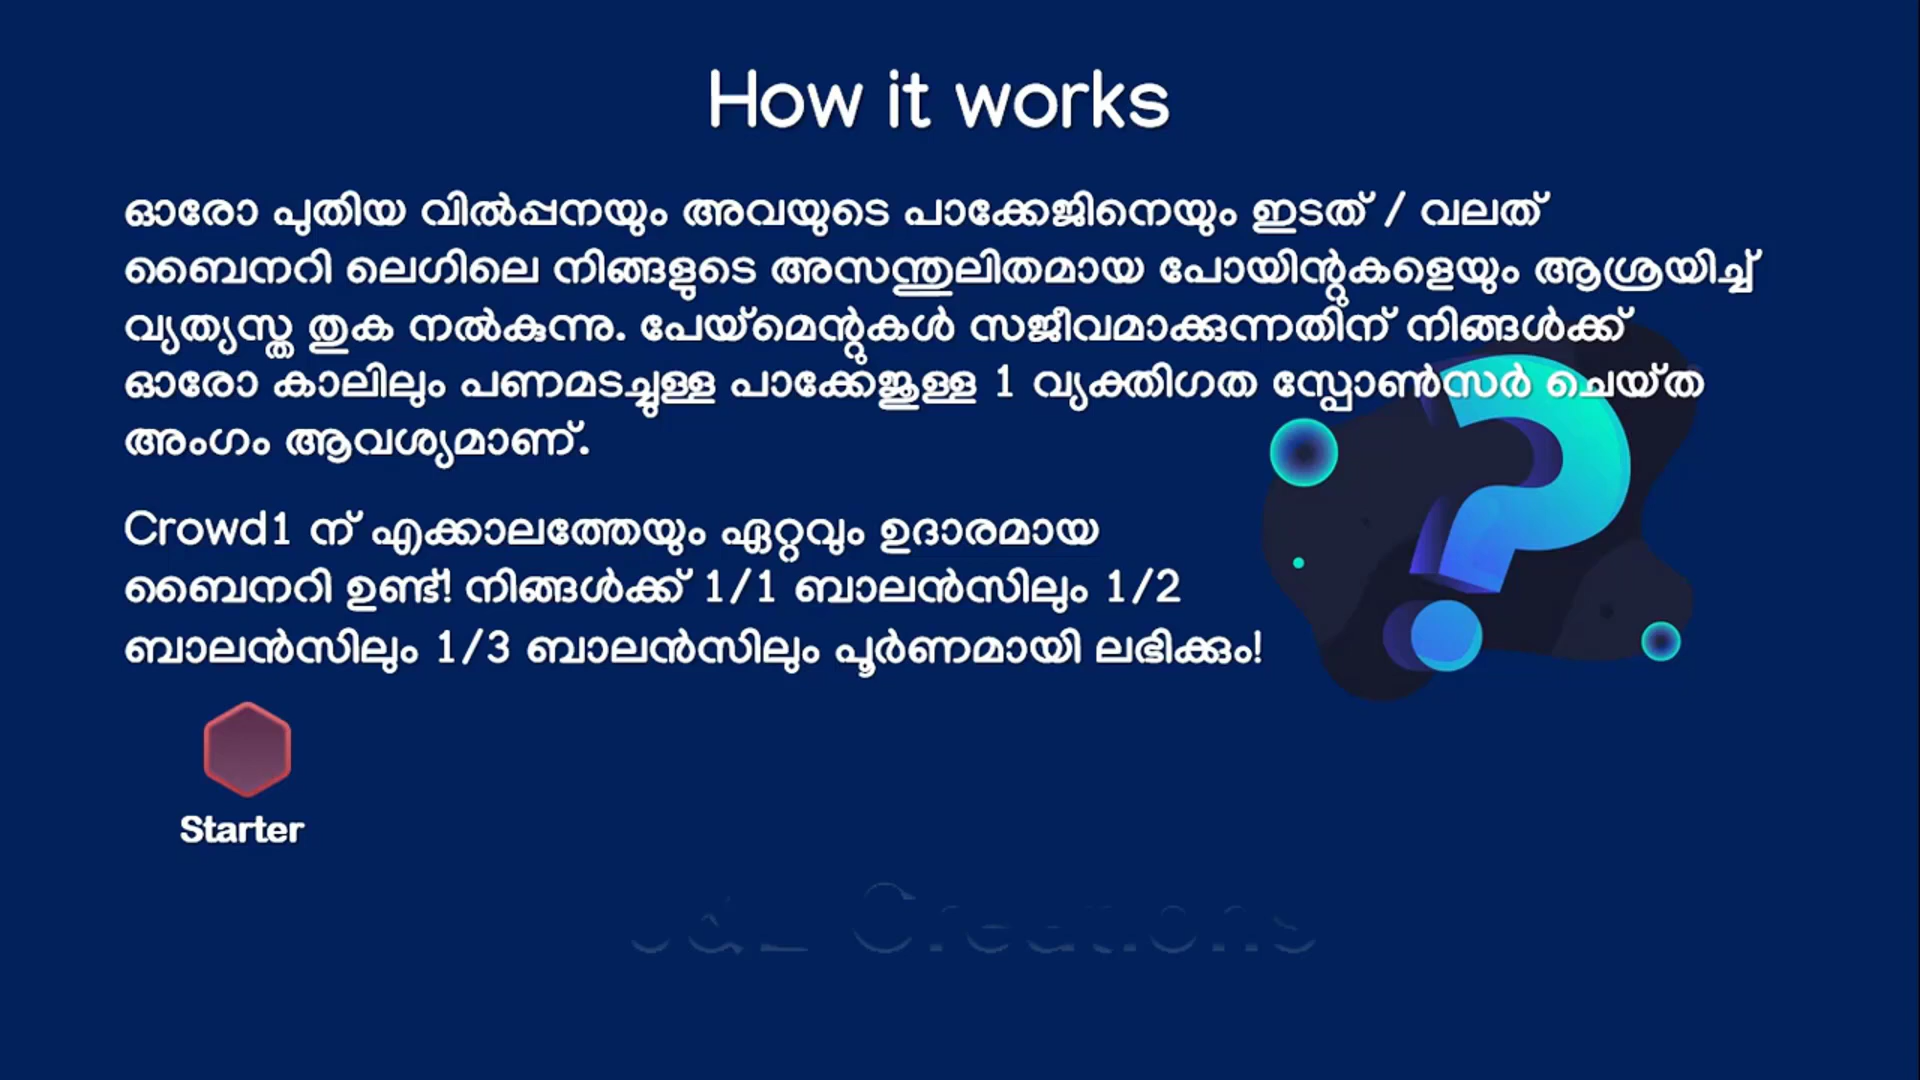 How it works
ഓരോ പുതിയ വിൽപ്പനയും അവയുടെ പാക്കേജിനെയും ഇടത് / വലത്
ബൈനറി ലെഗിലെ നിങ്ങളുടെ അസന്തുലിതമായ പോയിന്റുകളെയും ആശ്രയിച്ച്
വ്യത്യസ്ത തുക നൽകുന്നു. പേയ്‌മെന്റുകൾ സജീവമാക്കുന്നതിന് നിങ്ങൾക്ക്
ഓരോ കാലിലും പണമടച്ചുള്ള പാക്കേജുള്ള 1 വ്യക്തിഗത സ്പോൺസർ ചെയ്ത
അംഗം ആവശ്യമാണ്.
Crowd1 ന് എക്കാലത്തേയും ഏറ്റവും ഉദാരമായ
ബൈനറി ഉണ്ട്! നിങ്ങൾക്ക് 1/1 ബാലൻസിലും 1/2
ബാലൻസിലും 1/3 ബാലൻസിലും പൂർണമായി ലഭിക്കും!
Starter
J&L Creations